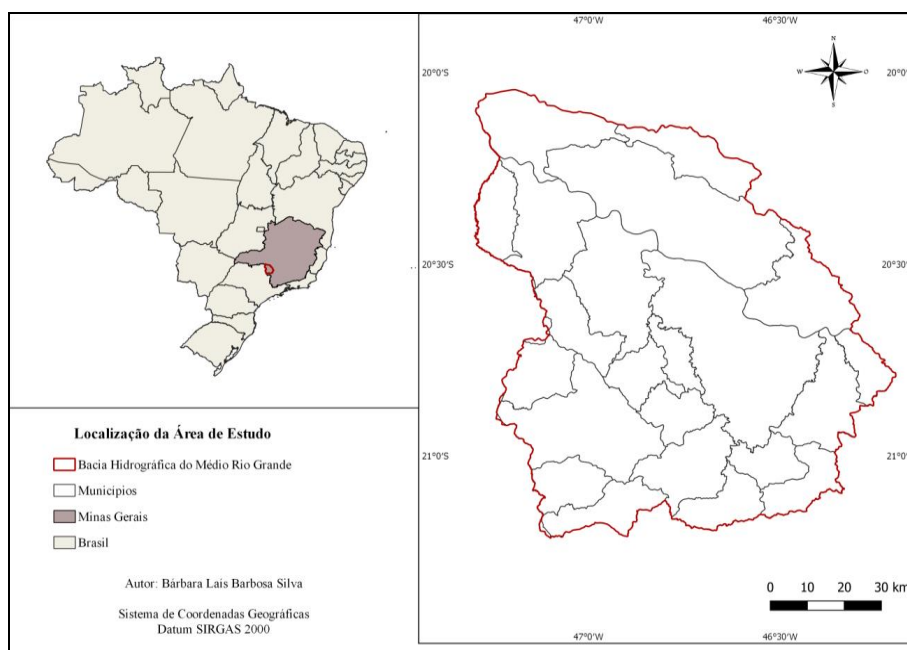 47°0'W
46°30'W
20°0'S
20°0'S
N
W
O
S
20°30'S
20°30'S
21°0'S
21°0'S
Localização da Área de Estudo
Bacia Hidrográfica do Médio Rio Grande
Municípios
Minas Gerais
Brasil
Autor: Bárbara Laís Barbosa Silva
Sistema de Coordenadas Geográficas
Datum SIRGAS 2000
0 10 20 30 km
47°0'W
46°30'W